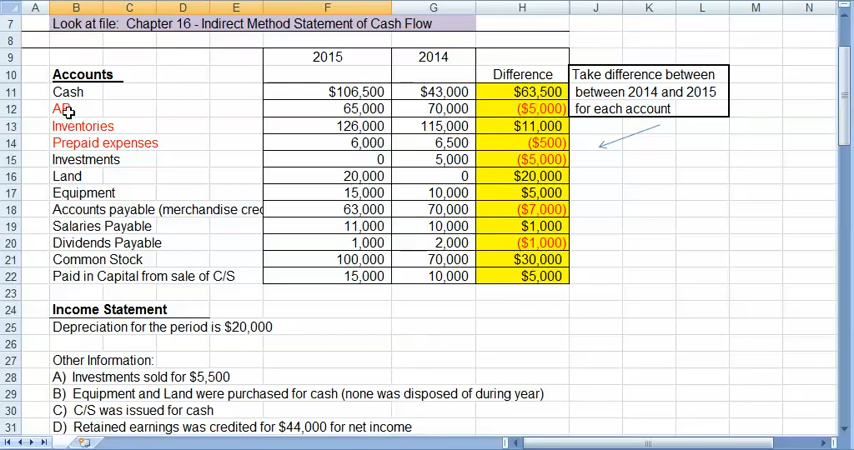 A B C D E F G H J K L M N
7 Look at file: Chapter 16 - Indirect Method Statement of Cash Flow
8
9 2015 2014
10 Accounts Difference Take difference between
11 Cash $106,500 $43,000 $63,500 between 2014 and 2015
12 65,000 70,000 ($5,000) for each account
13 Inventories 126,000 115,000 $11,000
14 Prepaid expenses 6,000 6,500 ($500)
15 Investments 0 5,000 ($5,000)
16 Land 20,000 0 $20,000
17 Equipment 15,000 10,000 $5,000
18 Accounts payable (merchandise cred 63,000 70,000 ($7,000)
19 Salaries Payable 11,000 10,000 $1,000
20 Dividends Payable 1,000 2,000 ($1,000)
21 Common Stock 100,000 70,000 $30,000
22 Paid in Capital from sale of C/S 15,000 10,000 $5,000
23
24 Income Statement
25 Depreciation for the period is $20,000
26
27 Other Information:
28 A) Investments sold for $5,500
29 B) Equipment and Land were purchased for cash (none was disposed of during year)
30 C) C/S was issued for cash
31 D) Retained earnings was credited for $44,000 for net income